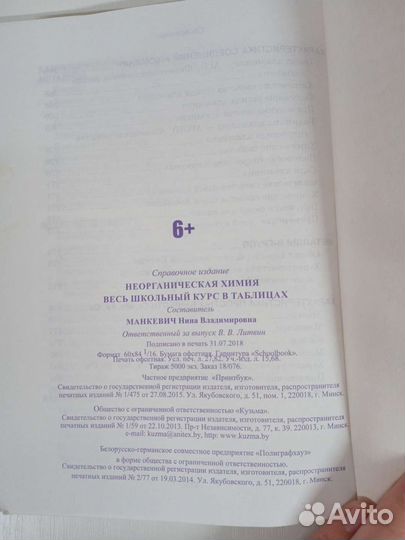 6+
Справочное издание
НЕОРГАНИЧЕСКАЯ ХИМИЯ
ВЕСЬ ШКОЛЬНЫЙ КУРС В ТАБЛИЦАХ
Составитель
МАНКЕВИЧ Нина Владимировна
Ответственный за выпуск В. В. Литвин
Подписано в печать 31.07.2018
Формат 60х84 1/16. Бумага офсетная. Гарнитура «Schoolbook».
Печать офсетная. Усл. печ. л. 27,82. Уч.-изд. л. 15,68.
Тираж 5000 экз. Заказ 18/076.
Частное предприятие «Принтбук».
Свидетельство о государственной регистрации издателя, изготовителя, распространителя
печатных изданий № 1/475 от 27.08.2015. Ул. Якубовского, д. 51, пом. 1, 220018, г. Минск.
Общество с ограниченной ответственностью «Кузьма».
Свидетельство о государственной регистрации издателя, изготовителя, распространителя
печатных изданий № 1/59 от 22.10.2013. Пр-т Независимости, д. 77, к. 39, 220013, г. Минск.
e-mail: kuzma@anitex.by, http: www.kuzma.by
Белорусско-германское совместное предприятие «Полиграфхауз»
в форме общества с ограниченной ответственностью.
Свидетельство о государственной регистрации издателя, изготовителя, распространителя
печатных изданий № 2/77 от 19.03.2014. Ул. Якубовского, д. 51, 220018, г. Минск.
Avito